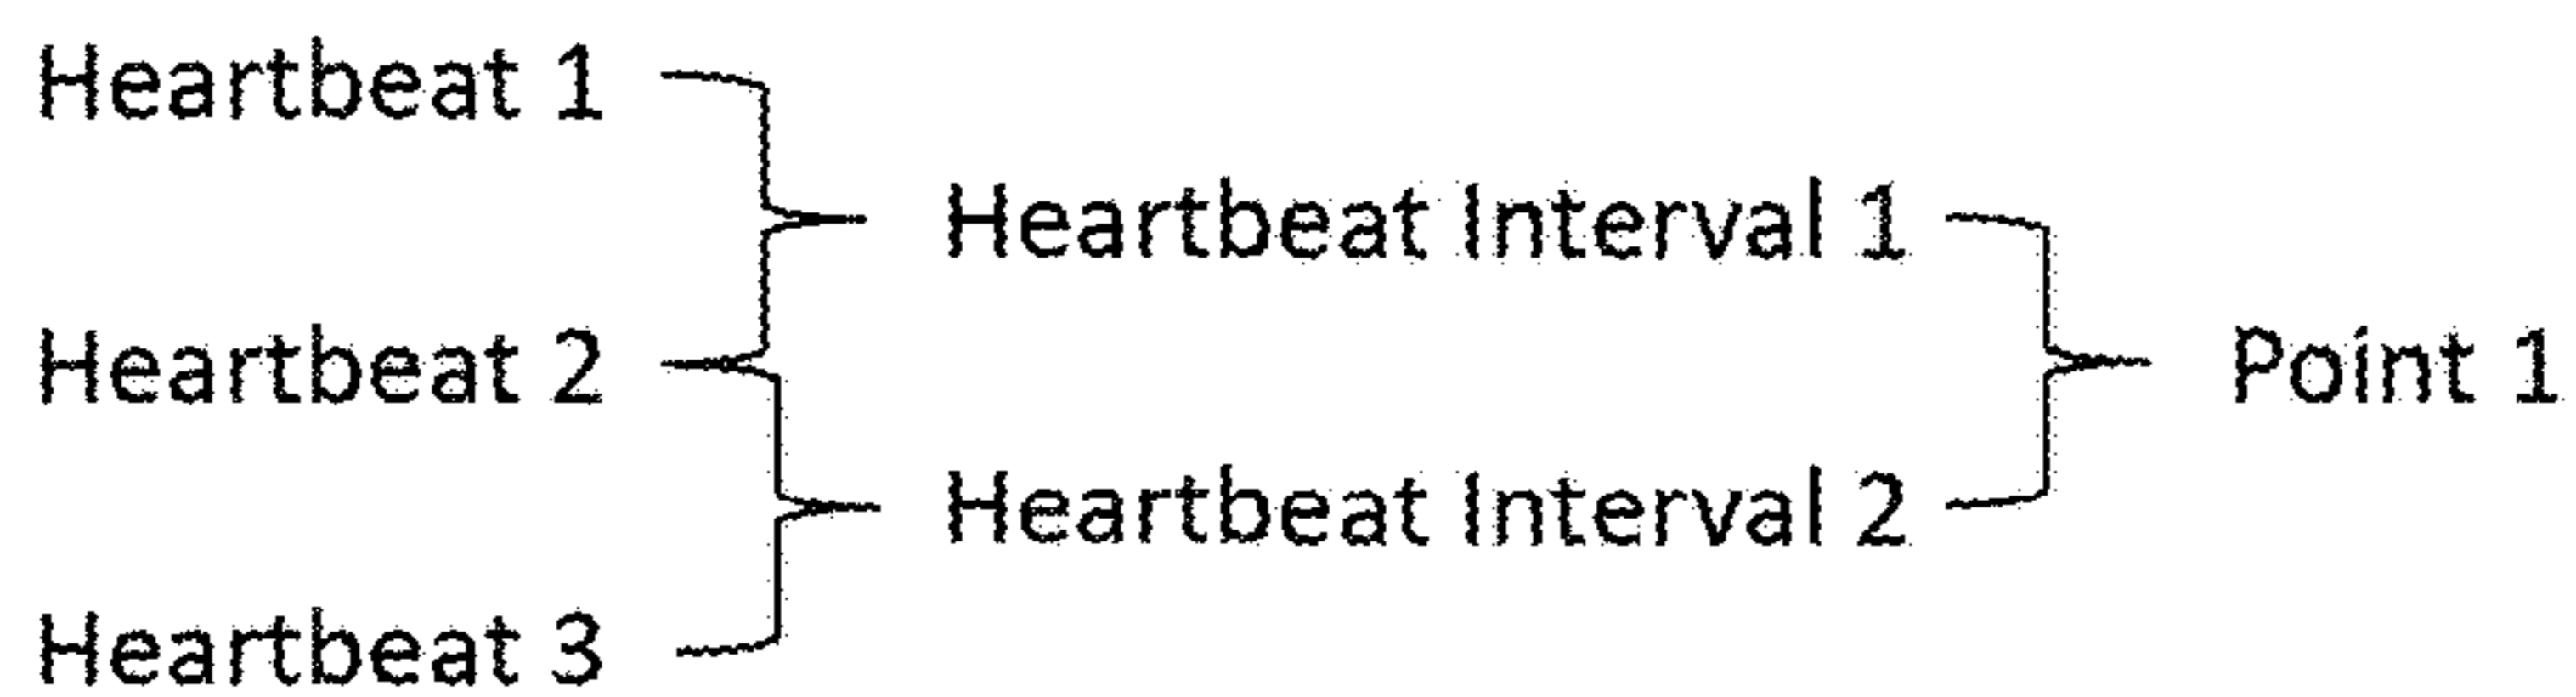 Heartbeat 1
Heartbeat Interval 1
Heartbeat 2
Point 1
Heartbeat Interval 2
Heartbeat 3